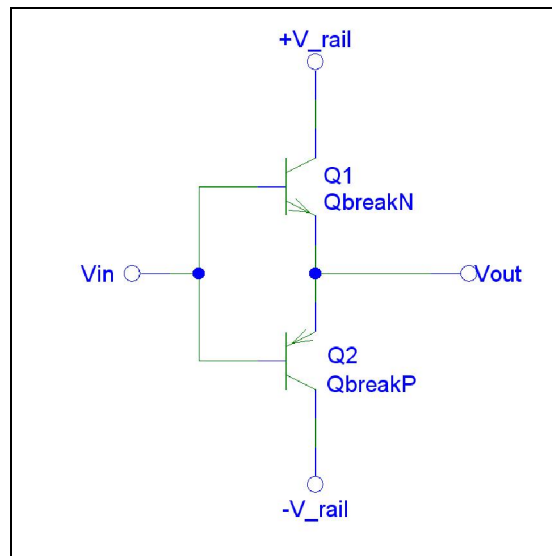 +V_rail
Q1
QbreakN
Vin
Vout
Q2
QbreakP
-V_rail